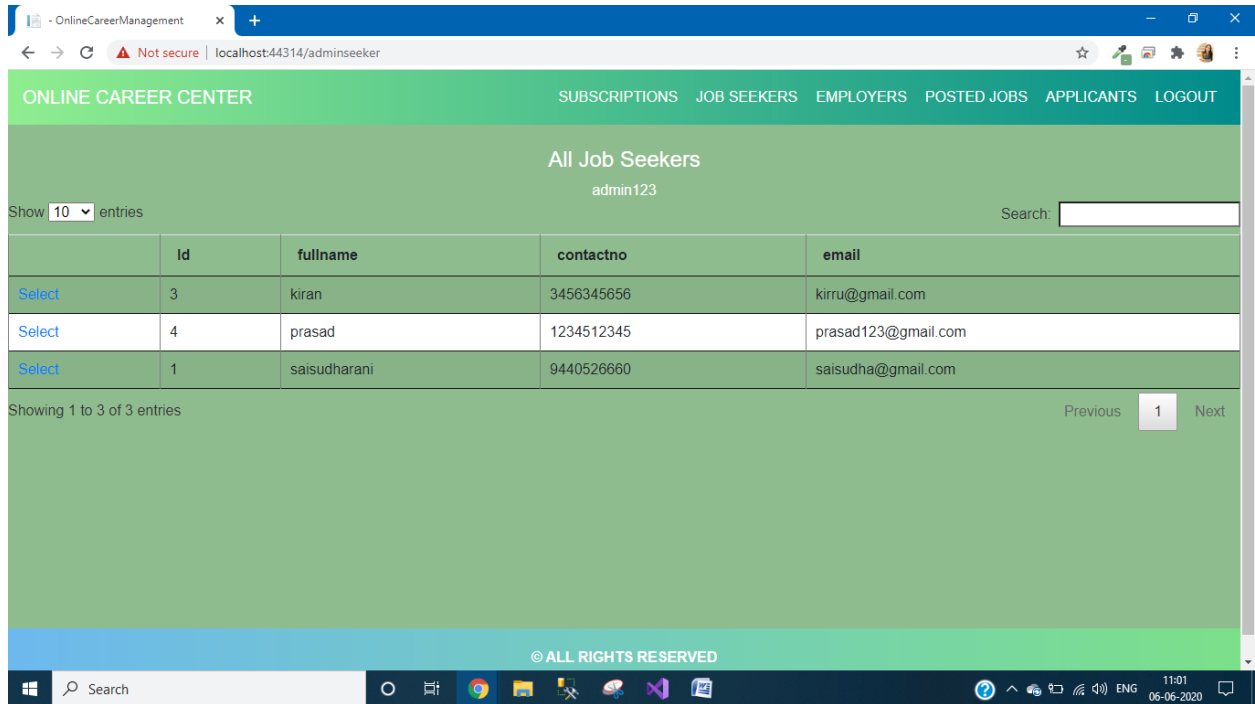 - OnlineCareerManagement
Not secure | localhost:44314/adminseeker
ONLINE CAREER CENTER SUBSCRIPTIONS JOB SEEKERS EMPLOYERS POSTED JOBS APPLICANTS LOGOUT
All Job Seekers
admin123
Show 10 entries Search:
Id fullname contactno email
Select 3 kiran 3456345656 kirru@gmail.com
Select 4 prasad 1234512345 prasad123@gmail.com
Select 1 saisudharani 9440526660 saisudha@gmail.com
Showing 1 to 3 of 3 entries Previous 1 Next
© ALL RIGHTS RESERVED
Search ENG 11:01
06-06-2020